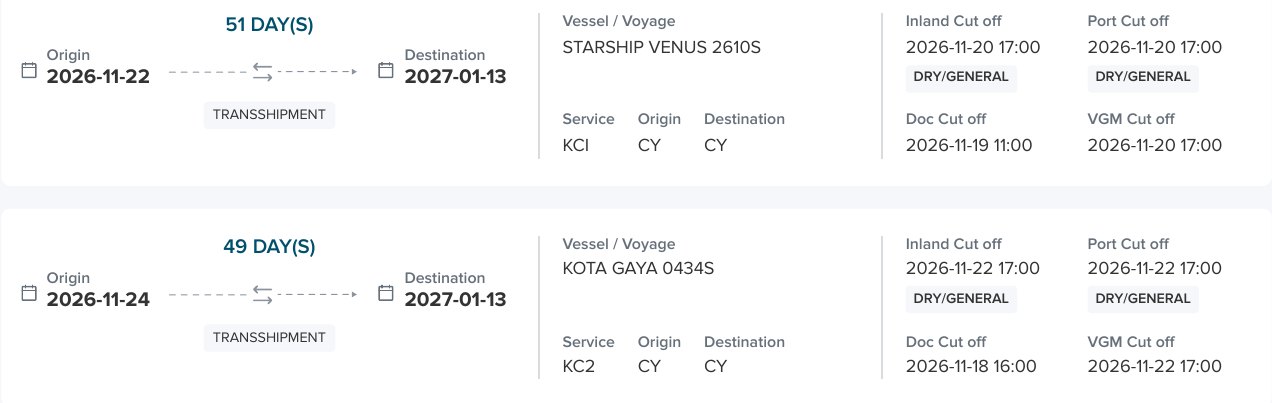 51 DAY(S)
Origin
2026-11-22
Destination
2027-01-13
TRANSSHIPMENT
Vessel / Voyage
STARSHIP VENUS 2610S
Service Origin Destination
KCI CY CY
Inland Cut off Port Cut off
2026-11-20 17:00 2026-11-20 17:00
DRY/GENERAL DRY/GENERAL
Doc Cut off VGM Cut off
2026-11-19 11:00 2026-11-20 17:00
49 DAY(S)
Origin
2026-11-24
Destination
2027-01-13
TRANSSHIPMENT
Vessel / Voyage
KOTA GAYA 0434S
Service Origin Destination
KC2 CY CY
Inland Cut off Port Cut off
2026-11-22 17:00 2026-11-22 17:00
DRY/GENERAL DRY/GENERAL
Doc Cut off VGM Cut off
2026-11-18 16:00 2026-11-22 17:00